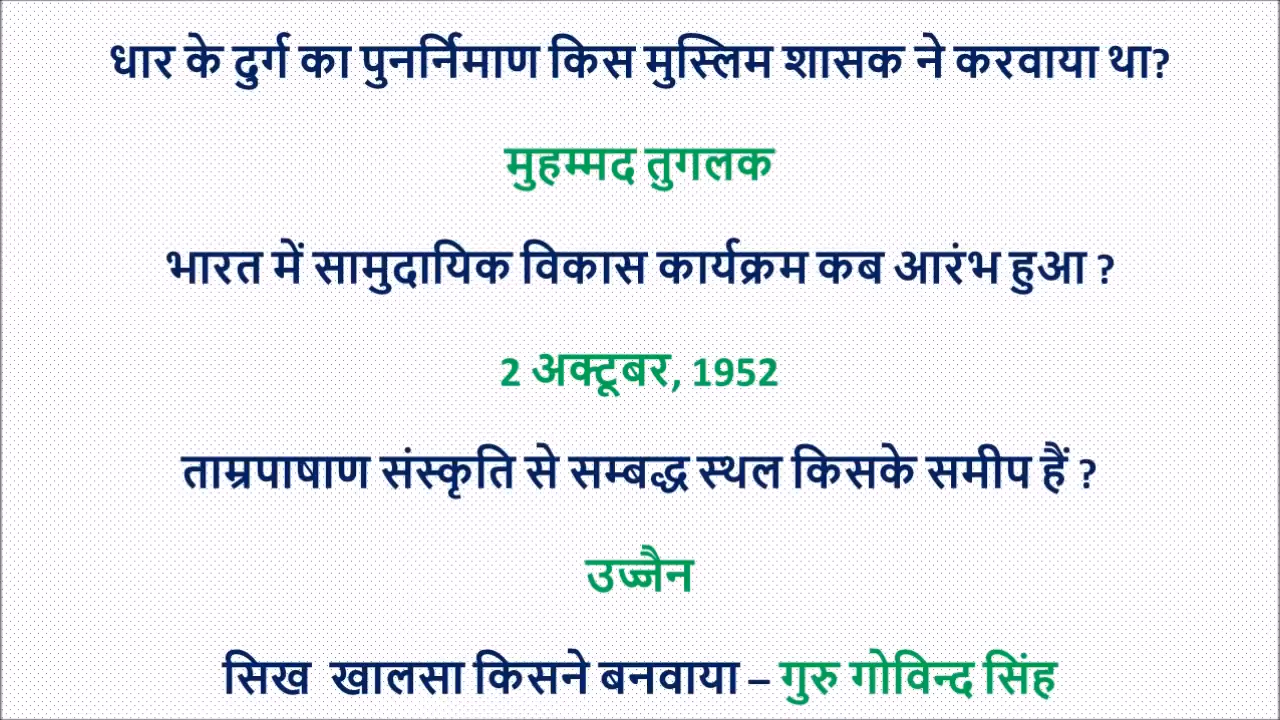 धार के दुर्ग का पुनर्निमाण किस मुस्लिम शासक ने करवाया था?
मुहम्मद तुगलक
भारत में सामुदायिक विकास कार्यक्रम कब आरंभ हुआ ?
2 अक्टूबर, 1952
ताम्रपाषाण संस्कृति से सम्बद्ध स्थल किसके समीप हैं ?
उज्जैन
सिख खालसा किसने बनवाया – गुरु गोविन्द सिंह